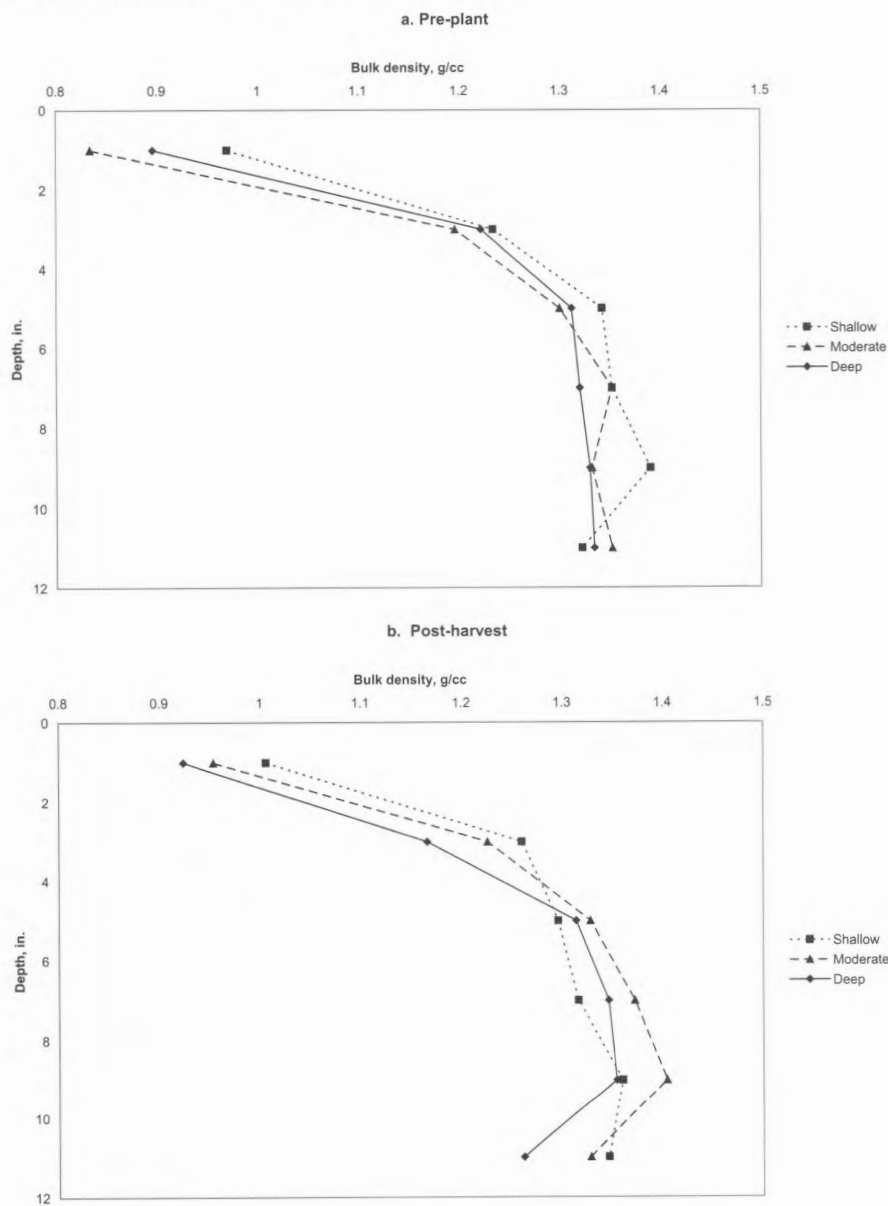 a. Pre-plant
Bulk density, g/cc
0.8 0.9 1 1.1 1.2 1.3 1.4 1.5
0
2
4
6
8
10
12
Depth, in.
Shallow
Moderate
Deep
b. Post-harvest
Bulk density, g/cc
0.8 0.9 1 1.1 1.2 1.3 1.4 1.5
0
2
4
6
8
10
12
Depth, in.
Shallow
Moderate
Deep